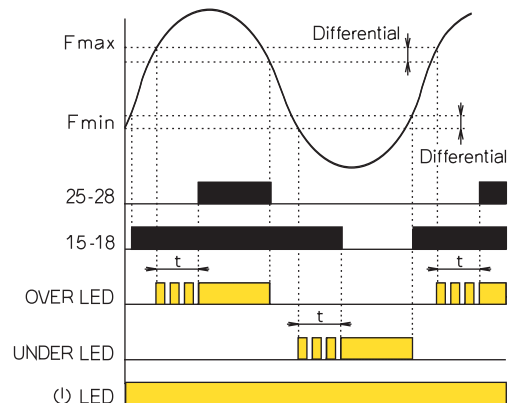 Differential
Fmax
Fmin
Differential
25-28
15-18
t
t
OVER LED
t
UNDER LED
LED